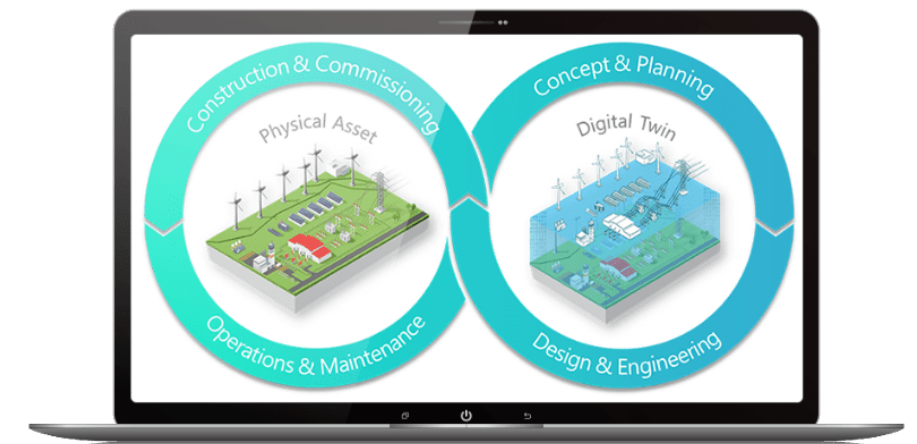 Construction & Commissioning
Physical Asset
Operations & Maintenance
Concept & Planning
Digital Twin
Design & Engineering